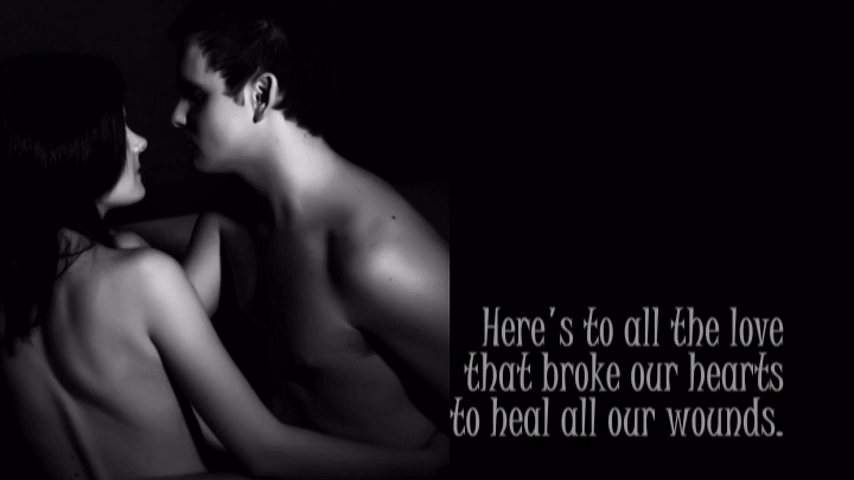 Here's to all the love
that broke our hearts
to heal all our wounds.